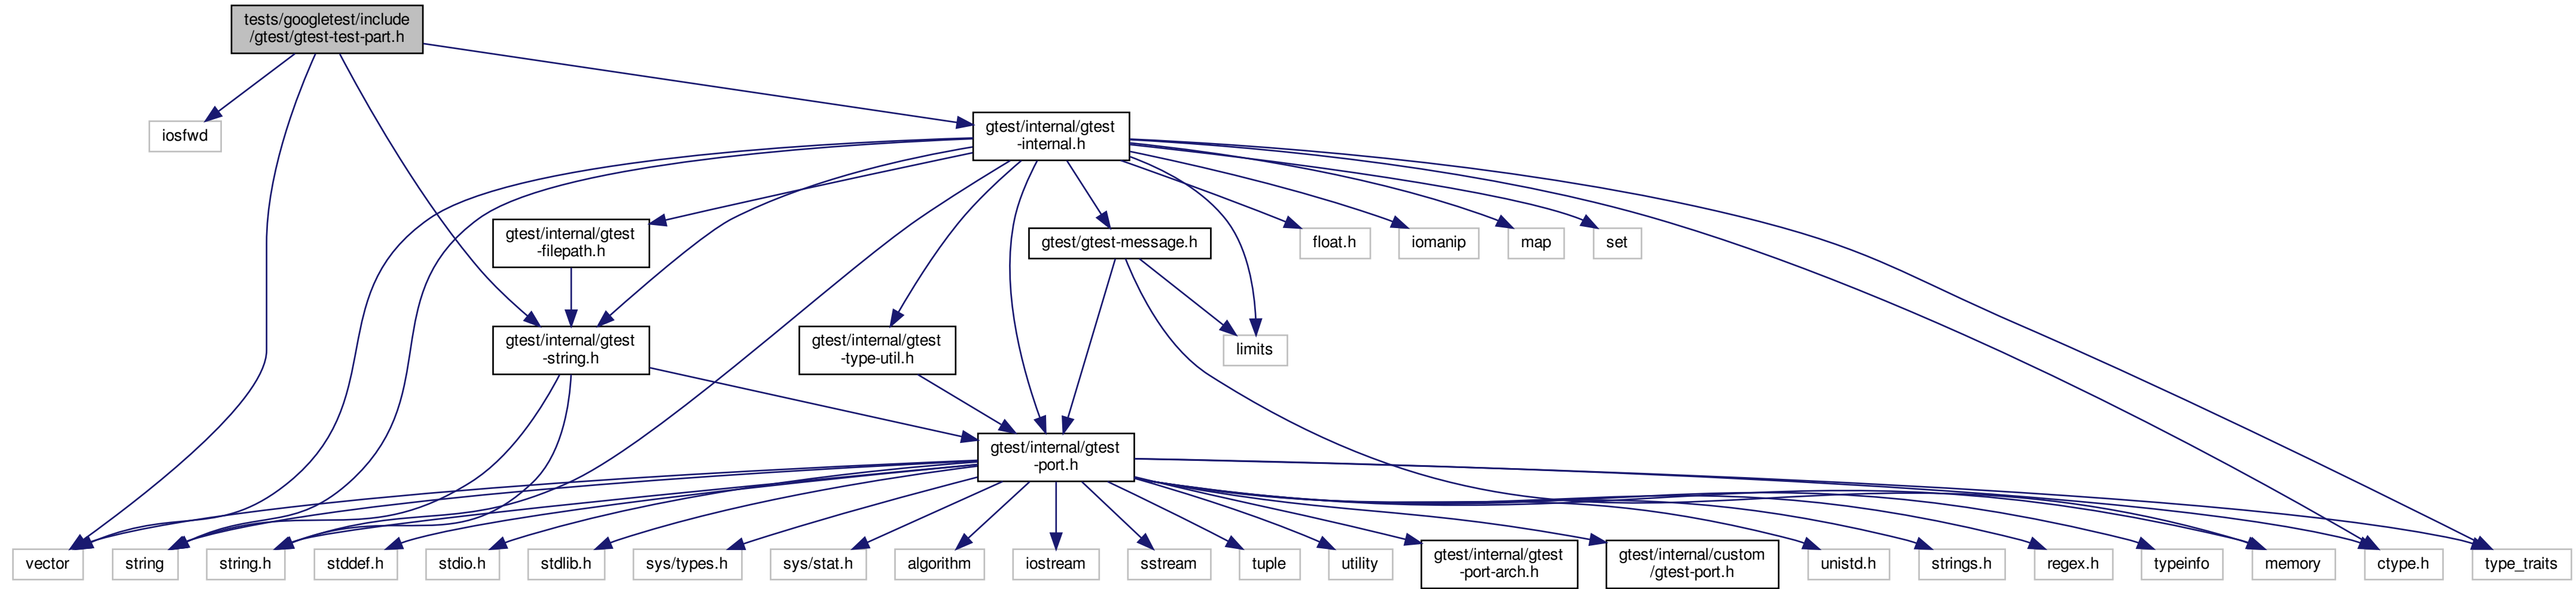 tests/googletest/include
/gtest/gtest-test-part.h
iosfwd
gtest/internal/gtest
-internal.h
gtest/internal/gtest
-filepath.h
gtest/gtest-message.h
float.h
iomanip
map
set
gtest/internal/gtest
-string.h
gtest/internal/gtest
-type-util.h
limits
gtest/internal/gtest
-port.h
vector
string
string.h
stddef.h
stdio.h
stdlib.h
sys/types.h
sys/stat.h
algorithm
iostream
sstream
tuple
utility
gtest/internal/gtest
-port-arch.h
gtest/internal/custom
/gtest-port.h
unistd.h
strings.h
regex.h
typeinfo
memory
ctype.h
type_traits